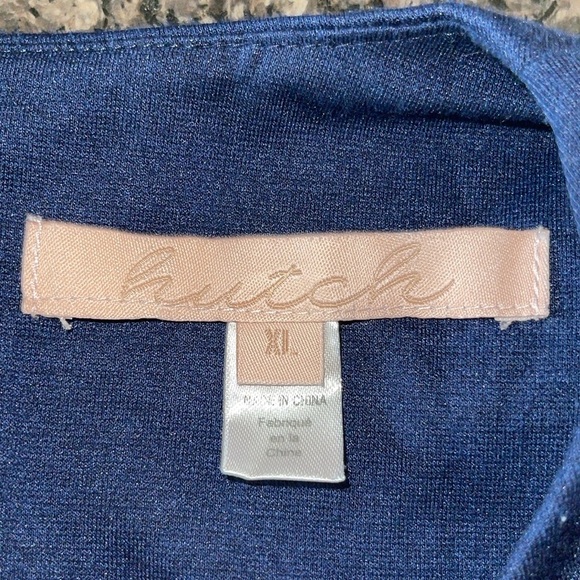 hutch
XL
MADE IN CHINA
Fabriqué
en la
Chine